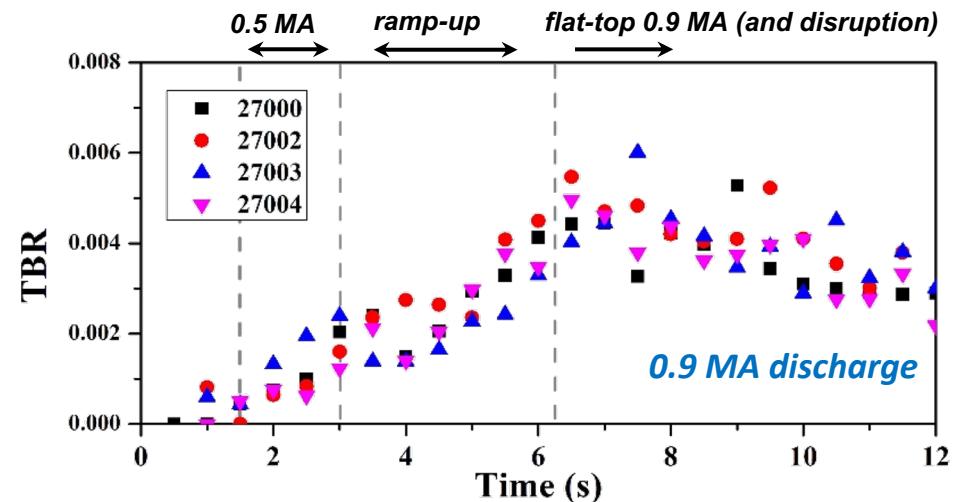 0.5 MA ramp-up flat-top 0.9 MA (and disruption)
0.008
27000
27002
0.006
27003
27004
0.004
TBR
0.002
0.9 MA discharge
0.000
0 2 4 6 8 10 12
Time (s)